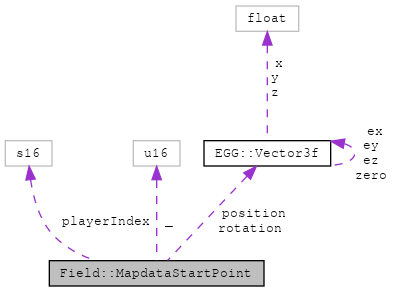 float
x
y
z
s16
u16
EGG::Vector3f
ex
ey
ez
zero
playerIndex
_
position
rotation
Field::MapdataStartPoint